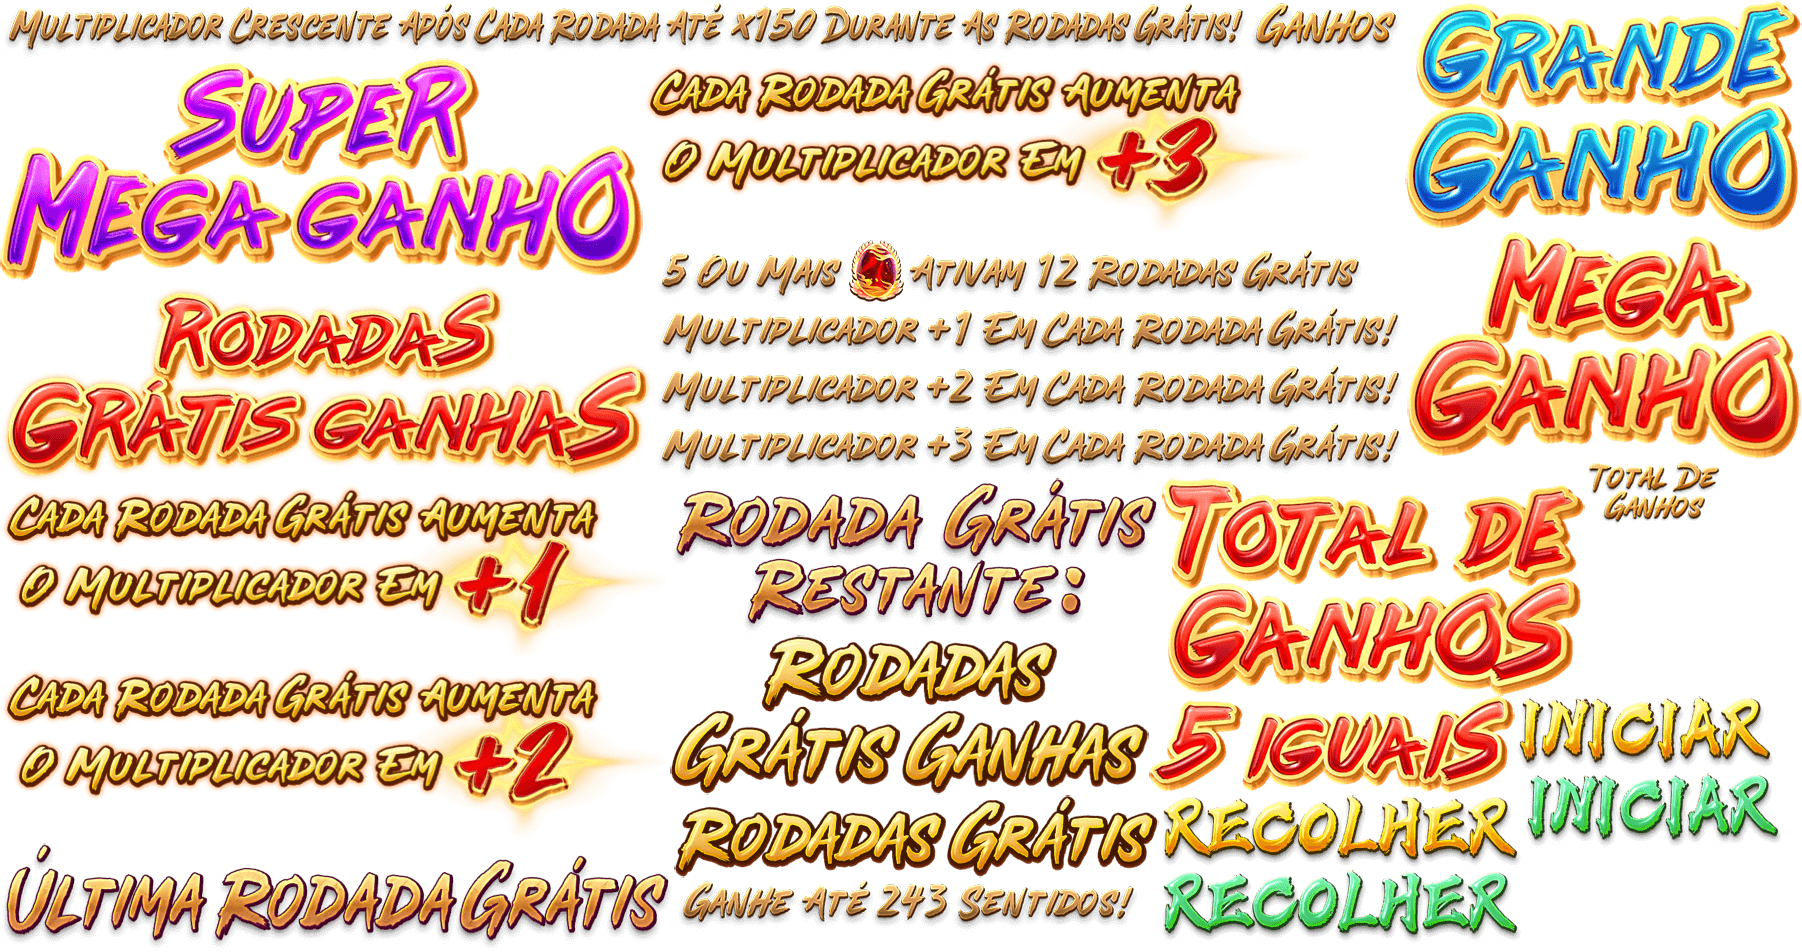 Multiplicador Crescente Após Cada Rodada Até x150 Durante As Rodadas Grátis!
Ganhos
Super
Mega Ganho
Cada Rodada Grátis Aumenta
O Multiplicador Em +3
Grande
Ganho
Rodadas
Grátis Ganhas
5 Ou Mais Ativam 12 Rodadas Grátis
Multiplicador +1 Em Cada Rodada Grátis!
Multiplicador +2 Em Cada Rodada Grátis!
Multiplicador +3 Em Cada Rodada Grátis!
Mega
Ganho
Cada Rodada Grátis Aumenta
O Multiplicador Em +1
Rodada Grátis
Restante:
Total De
Ganhos
Total De
Ganhos
Cada Rodada Grátis Aumenta
O Multiplicador Em +2
Rodadas
Grátis Ganhas
5 Iguais
INICIAR
INICIAR
Última Rodada Grátis
Rodadas Grátis
Ganhe Até 243 Sentidos!
RECOLHER
RECOLHER